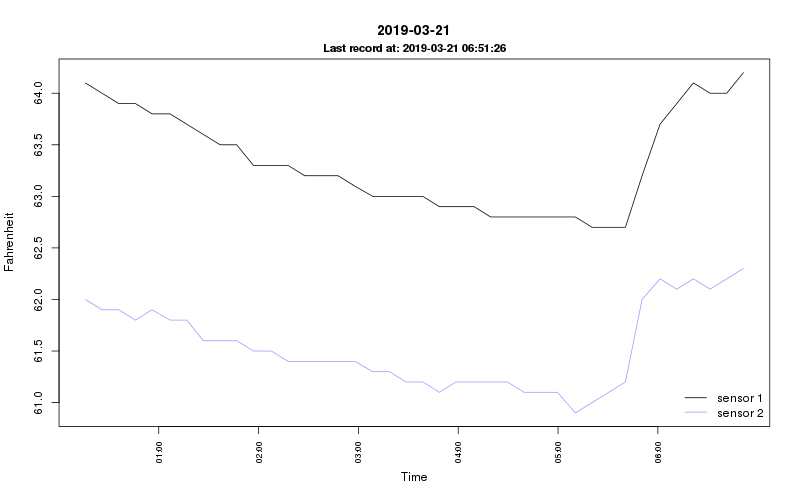 2019-03-21
Last record at: 2019-03-21 06:51:26
Fahrenheit
64.0
63.5
63.0
62.5
62.0
61.5
61.0
sensor 1
sensor 2
01:00
02:00
03:00
04:00
05:00
06:00
Time